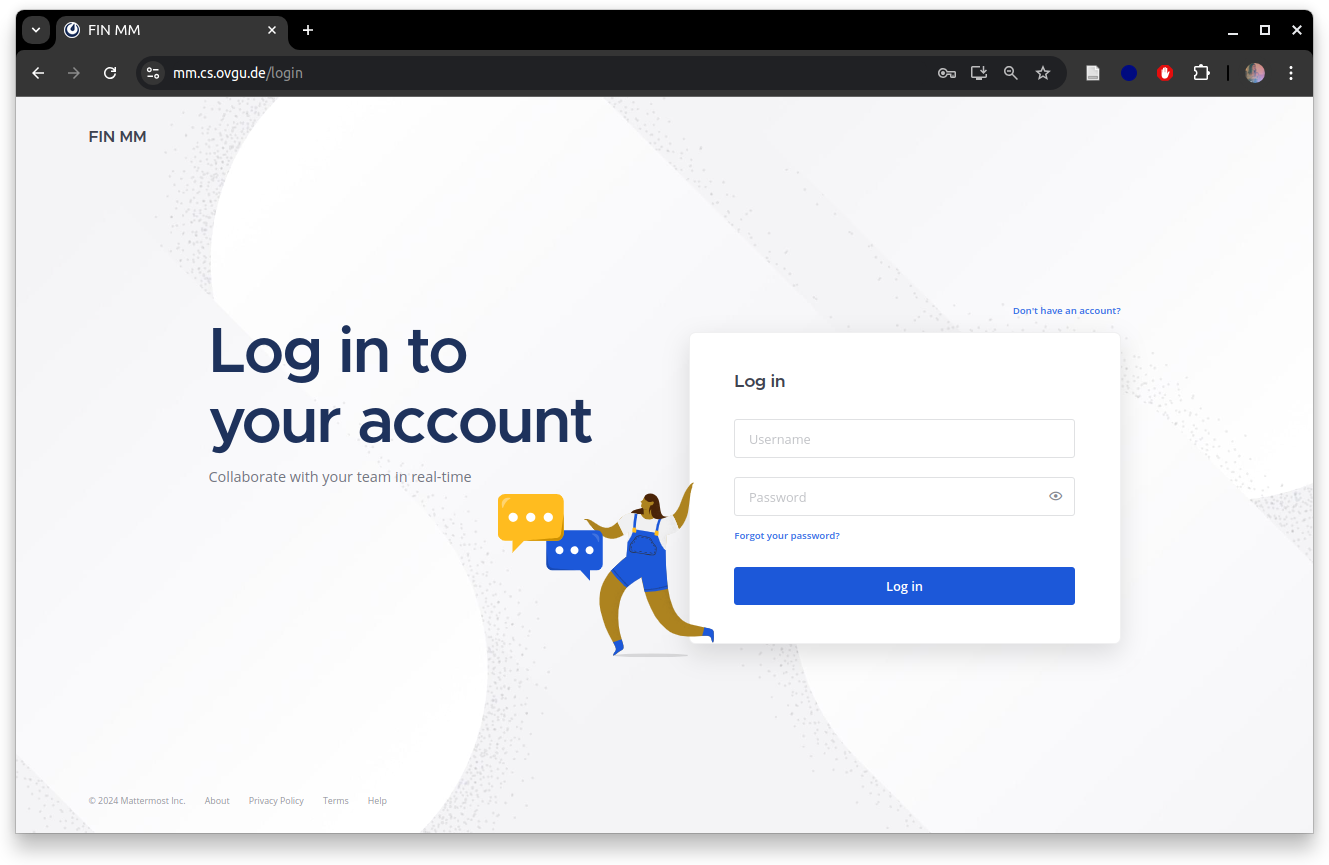 FIN MM
mm.cs.ovgu.de/login
FIN MM
Don't have an account?
Log in to
your account
Collaborate with your team in real-time
Log in
Username
Password
Forgot your password?
Log in
© 2024 Mattermost Inc. About Privacy Policy Terms Help